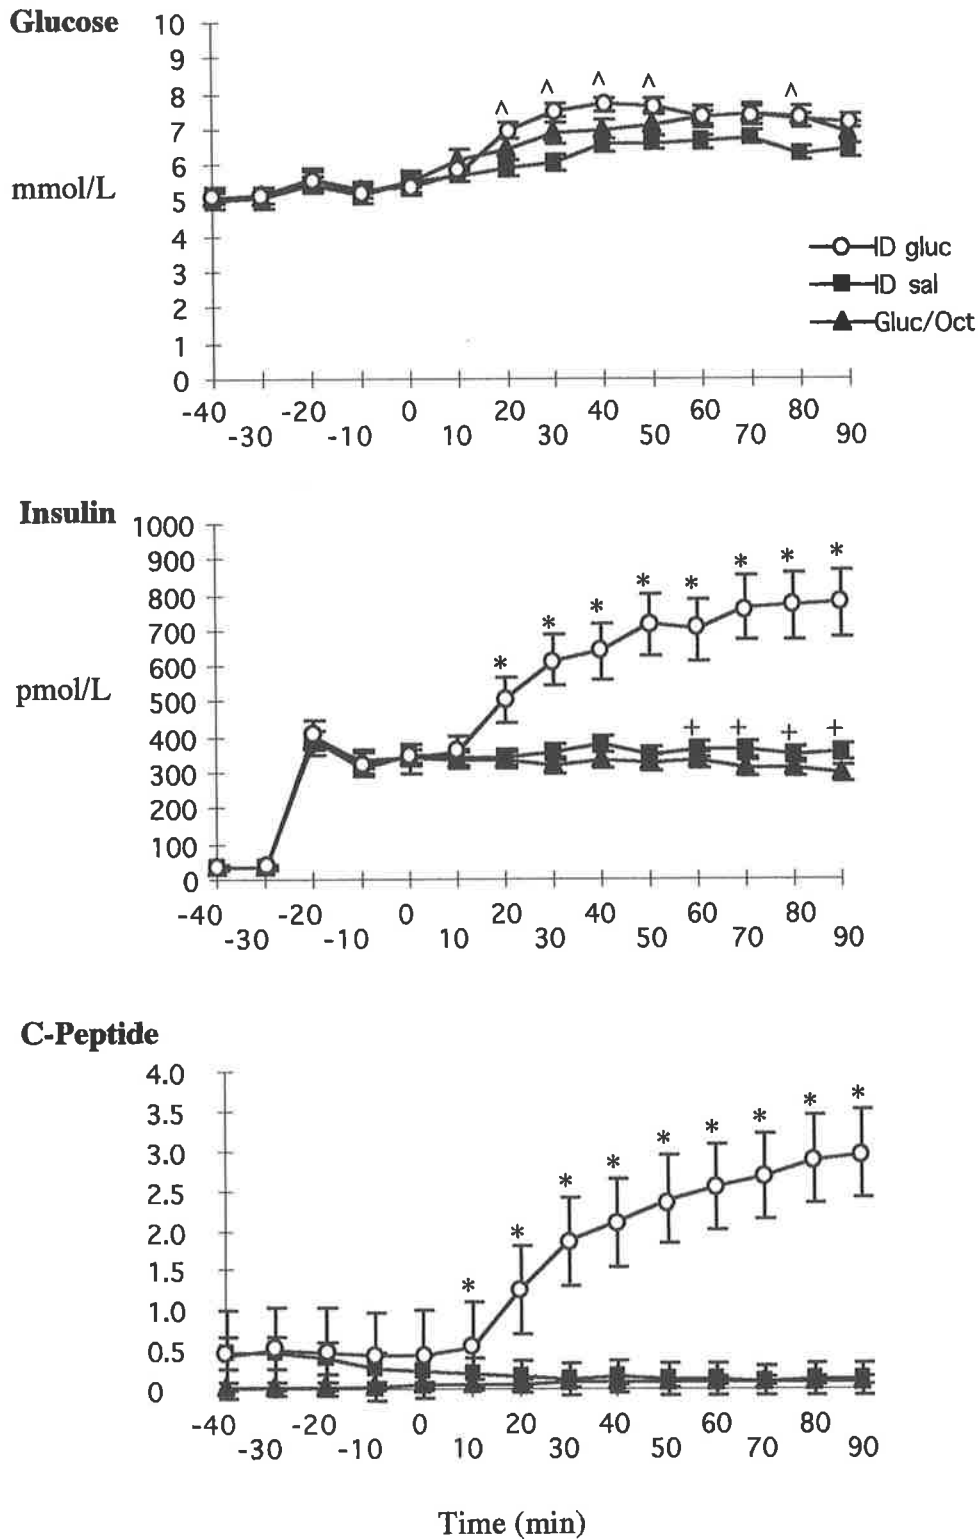 Glucose
10
9
8
7
6
5
4
3
2
1
0
mmol/L
^ ^ ^ ^ ^
ID gluc
ID sal
Gluc/Oct
-40 -20 0 20 40 60 80
-30 -10 10 30 50 70 90
Insulin
1000
900
800
700
600
500
400
300
200
100
0
pmol/L
* * * * * * * *
+ + + +
-40 -20 0 20 40 60 80
-30 -10 10 30 50 70 90
C-Peptide
4.0
3.5
3.0
2.5
2.0
1.5
1.0
0.5
0
* * * * * * * * *
-40 -20 0 20 40 60 80
-30 -10 10 30 50 70 90
Time (min)